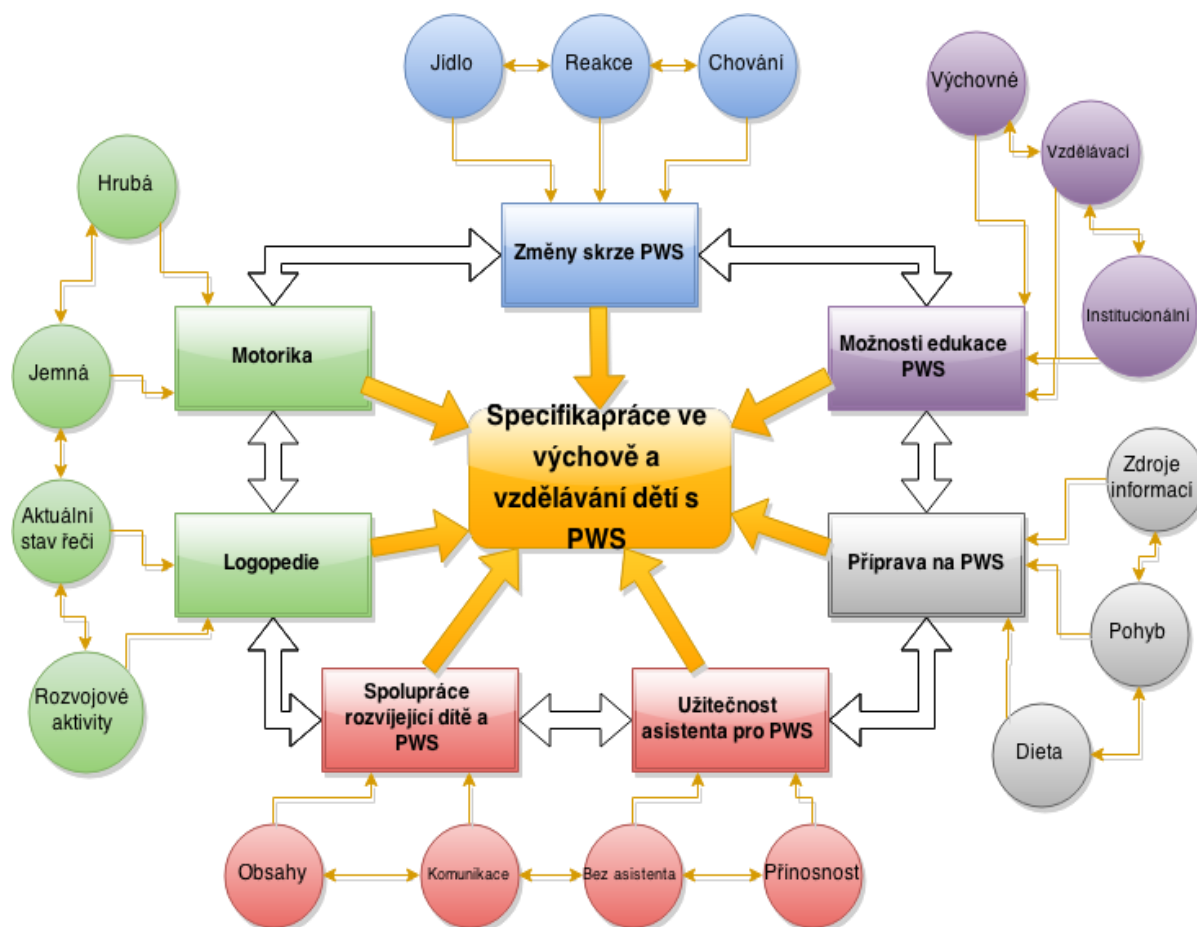 Jídlo
Reakce
Chování
Výchovné
Vzdělávací
Hrubá
Změny skrze PWS
Institucionální
Motorika
Možnosti edukace
PWS
Jemná
Specifikapráce ve
výchově a
vzdělávání dětí s
PWS
Zdroje
informací
Aktuální
stav řeči
Logopedie
Příprava na PWS
Pohyb
Rozvojové
aktivity
Spolupráce
rozvíjející dítě a
PWS
Užitečnost
asistenta pro PWS
Dieta
Obsahy
Komunikace
Bez asistenta
Přínosnost